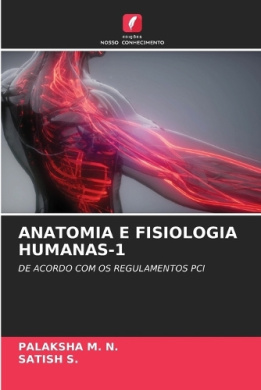 edições
NOSSO CONHECIMENTO
ANATOMIA E FISIOLOGIA
HUMANAS-1
DE ACORDO COM OS REGULAMENTOS PCI
PALAKSHA M. N.
SATISH S.